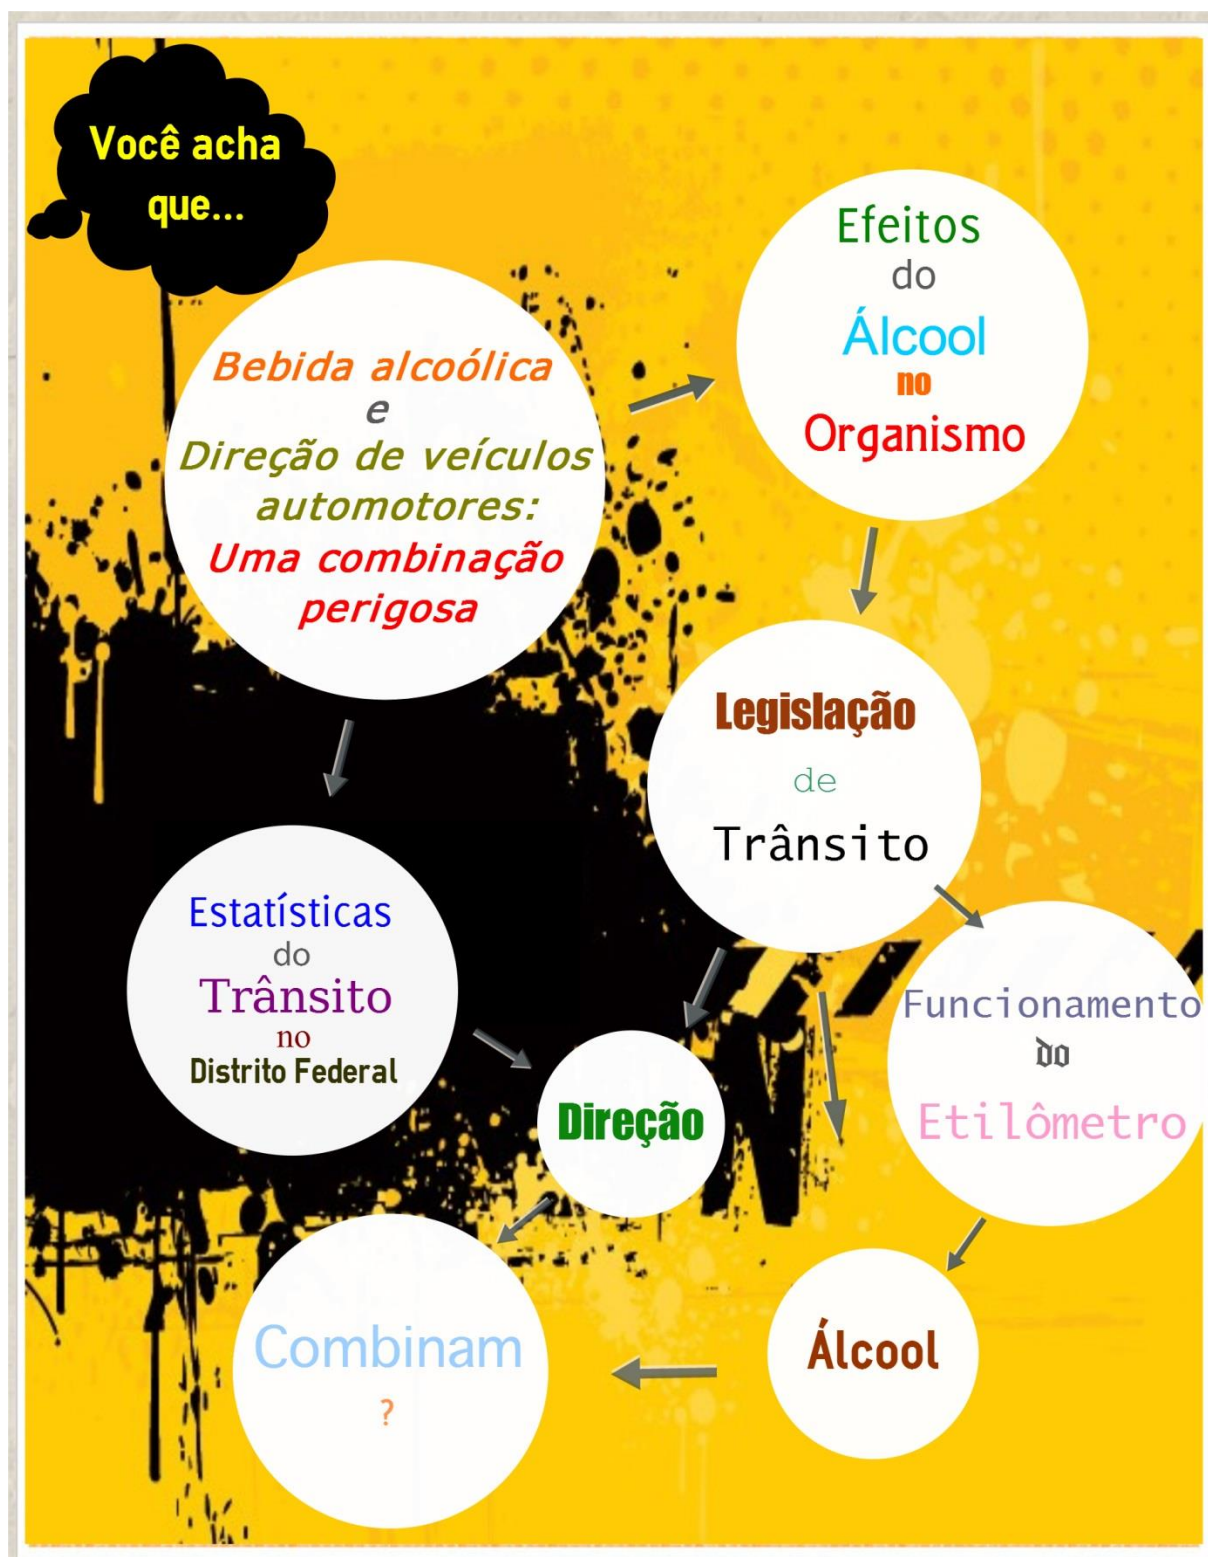 Você acha
que...
Bebida alcoólica
e
Direção de veículos
automotores:
Uma combinação
perigosa
Efeitos
do
Álcool
no
Organismo
Legislação
de
Trânsito
Estatísticas
do
Trânsito
no
Distrito Federal
Funcionamento
do
Etilômetro
Direção
Álcool
Combinam
?